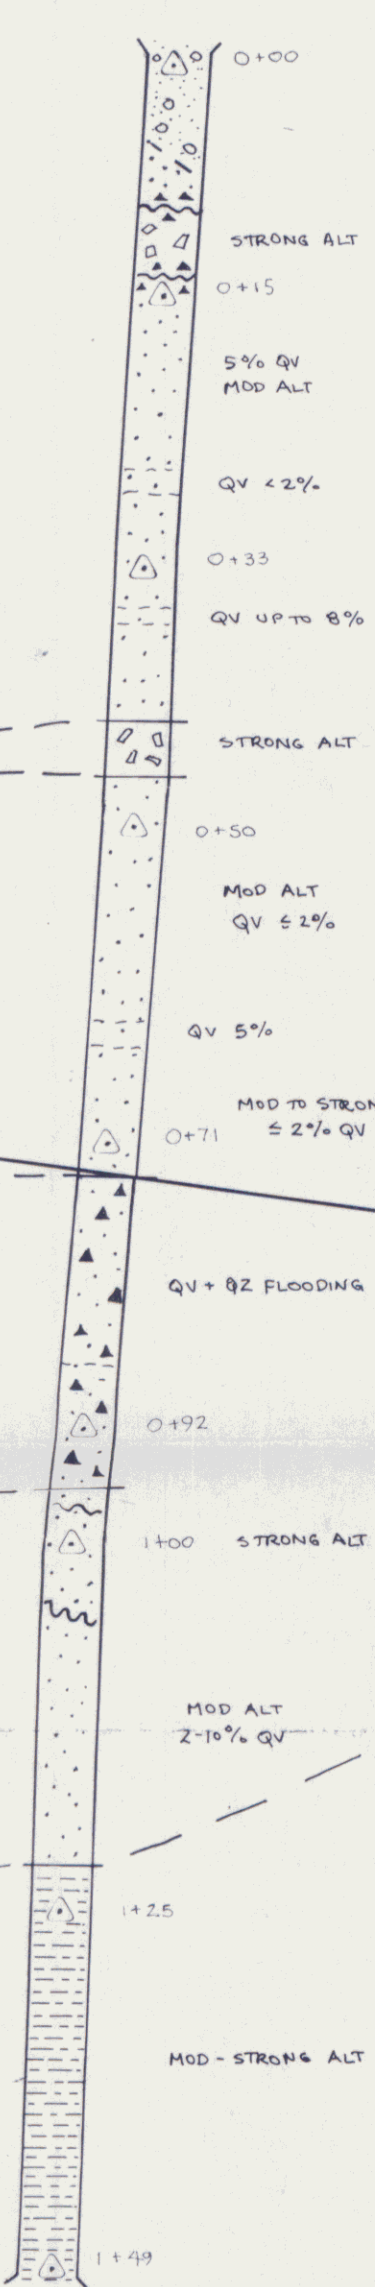 0+00
STRONG ALT
0+15
5% QV
MOD ALT
QV <2%
0+33
QV UP TO 8%
STRONG ALT
0+50
MOD ALT
QV ≤ 2%
QV 5%
MOD TO STRON
≤ 2% QV
0+71
QV + QZ FLOODING
0+92
1+00 STRONG ALT
MOD ALT
2-10% QV
1+25
MOD - STRONG ALT
1+49